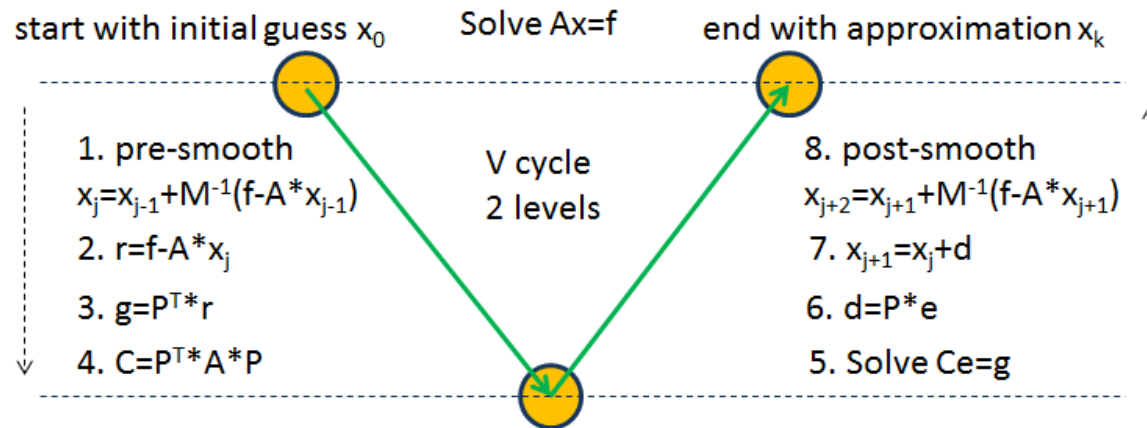 start with initial guess x₀
Solve Ax=f
end with approximation xₖ
1. pre-smooth
xⱼ=xⱼ₋₁+M⁻¹(f-A*xⱼ₋₁)
2. r=f-A*xⱼ
3. g=Pᵀ*r
4. C=Pᵀ*A*P
V cycle
2 levels
8. post-smooth
xⱼ₊₂=xⱼ₊₁+M⁻¹(f-A*xⱼ₊₁)
7. xⱼ₊₁=xⱼ+d
6. d=P*e
5. Solve Ce=g